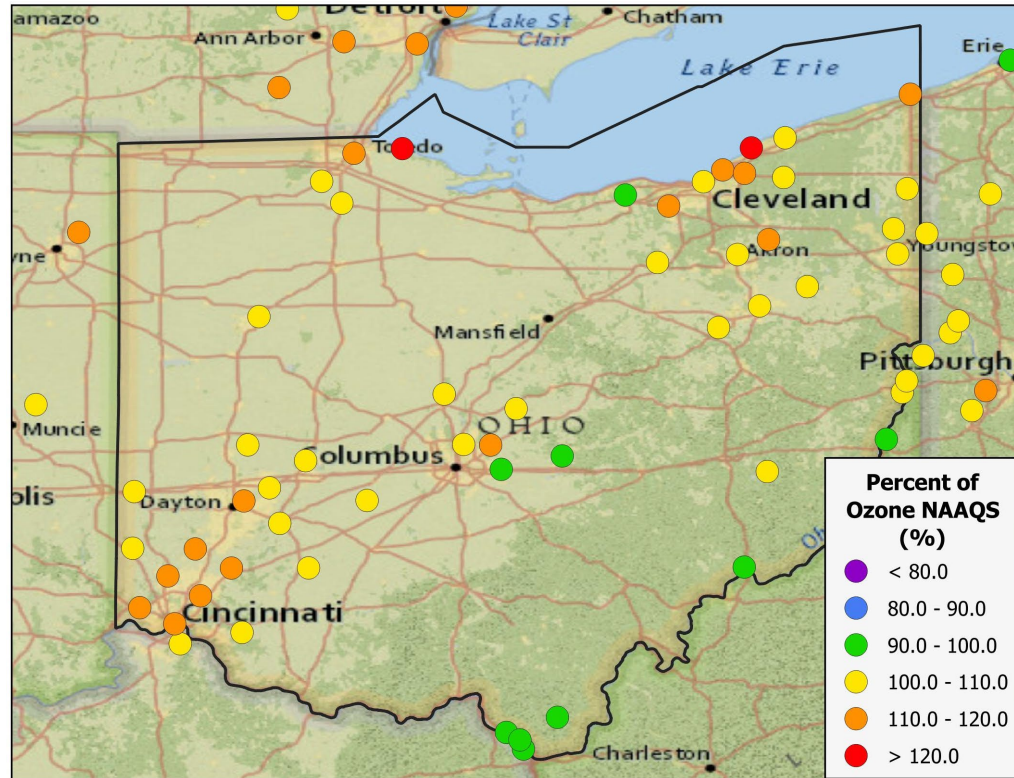 amazoo
Detroit
Ann Arbor
Lake St
Clair
Chatham
Lake Erie
Erie
Toledo
Cleveland
yne
Akron
Youngstow
Mansfield
Pittsburgh
Muncie
OHIO
Columbus
olis
Dayton
Cincinnati
Oh
Charleston
L
Percent of
Ozone NAAQS
(%)
< 80.0
80.0 - 90.0
90.0 - 100.0
100.0 - 110.0
110.0 - 120.0
> 120.0